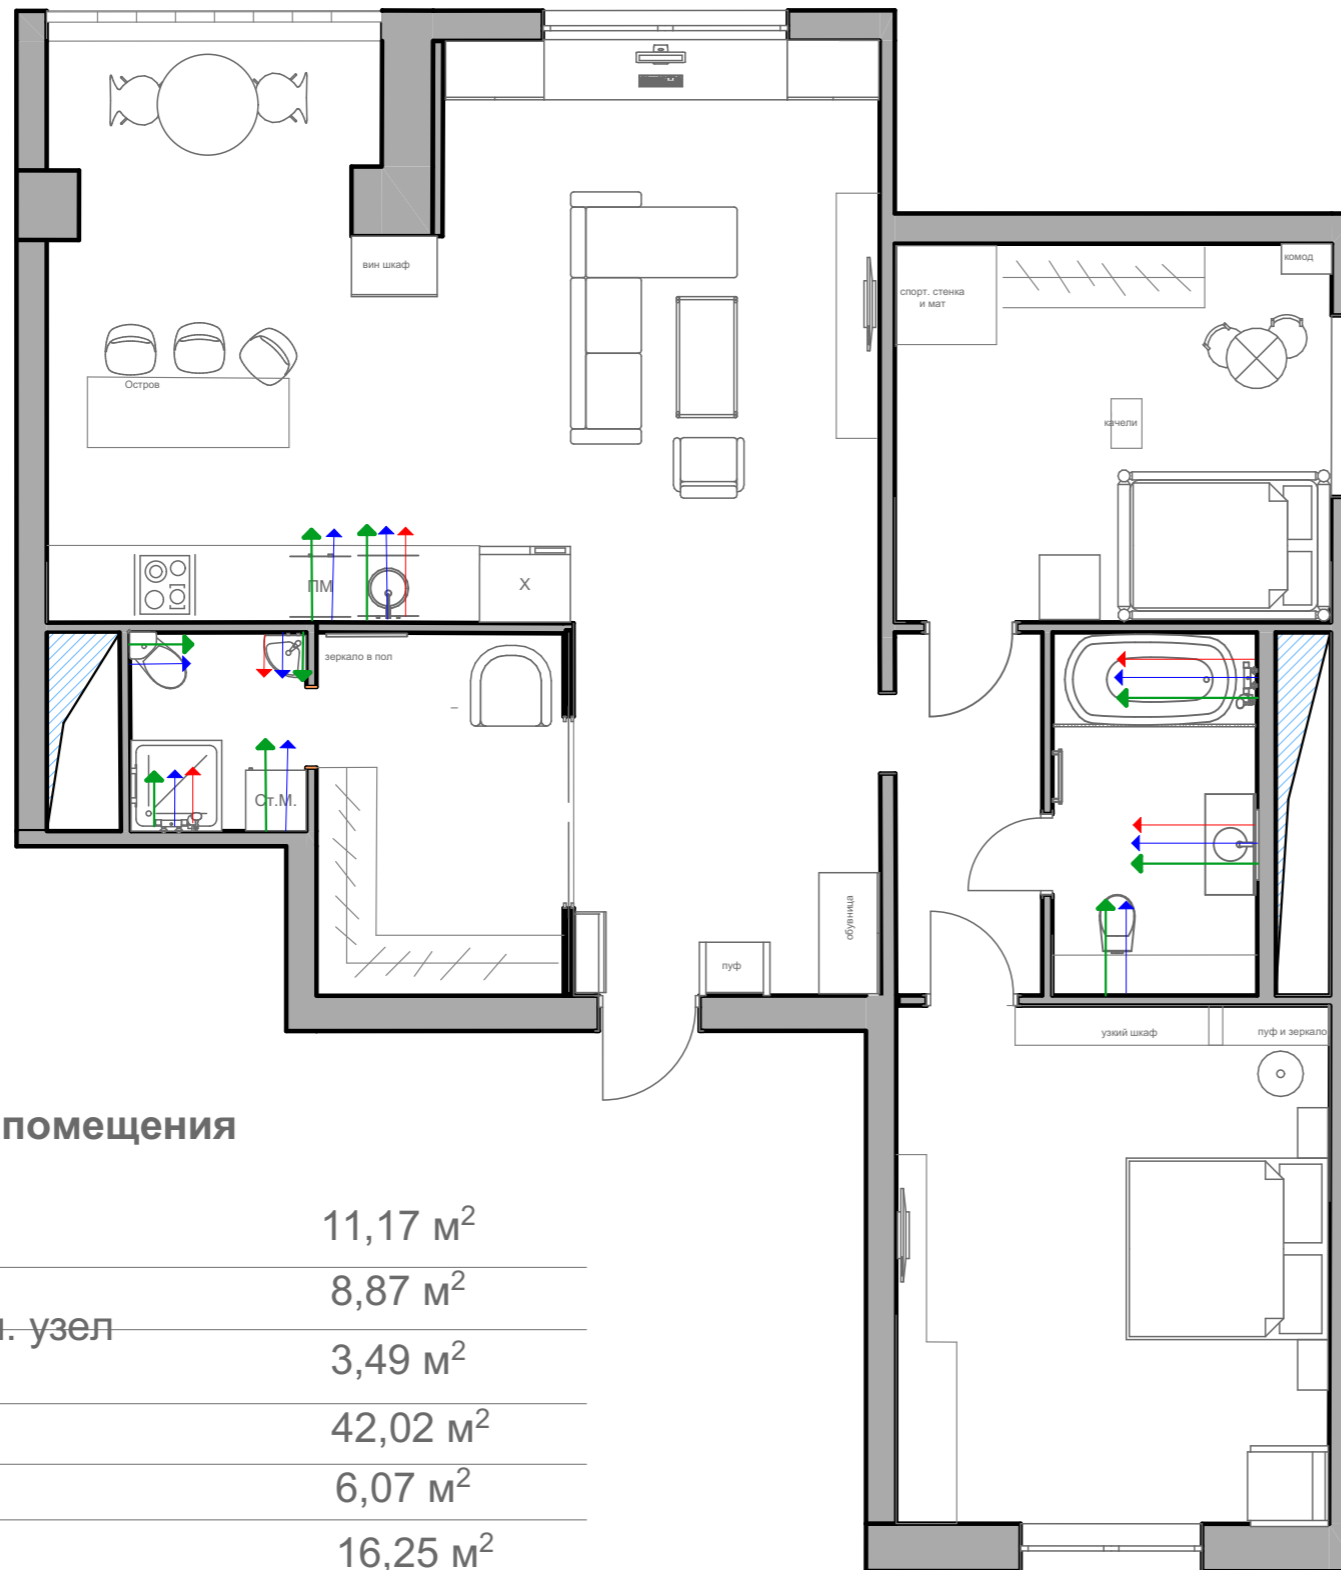 вин шкаф
комод
спорт. стенка
и мат
Остров
качели
ПМ
X
зеркало в пол
Ст.М.
обувница
пуф
узкий шкаф
пуф и зеркало
помещения
11,17 м²
8,87 м²
. узел
3,49 м²
42,02 м²
6,07 м²
16,25 м²